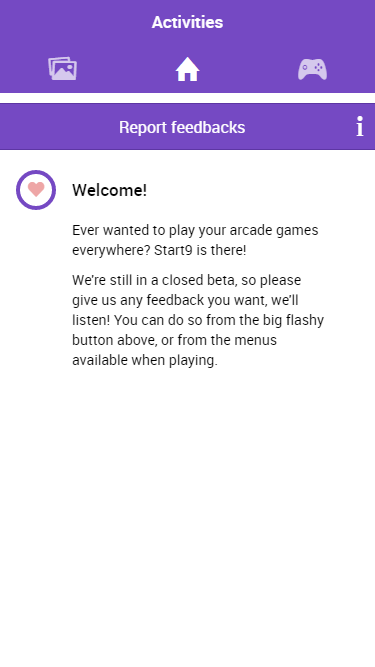 Activities
Report feedbacks
i
Welcome!
Ever wanted to play your arcade games
everywhere? Start9 is there!
We're still in a closed beta, so please
give us any feedback you want, we'll
listen! You can do so from the big flashy
button above, or from the menus
available when playing.